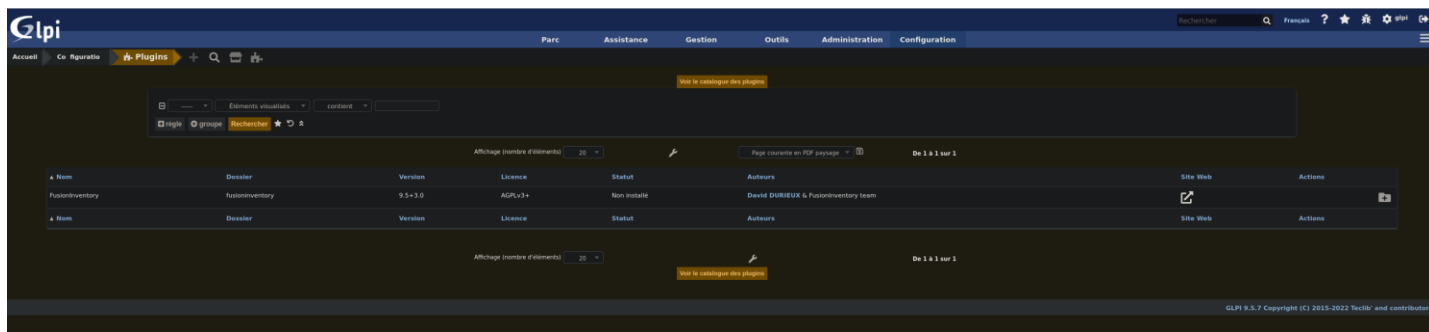 Glpi
Rechercher Français ? glpi
Parc Assistance Gestion Outils Administration Configuration
Accueil Co figuratio Plugins
Voir le catalogue des plugins
----- Éléments visualisés contient
règle groupe Rechercher
Affichage (nombre d'éléments) 20 Page courante en PDF paysage De 1 à 1 sur 1
▲ Nom Dossier Version Licence Statut Auteurs Site Web Actions
FusionInventory fusioninventory 9.5+3.0 AGPLv3+ Non installé David DURIEUX & FusionInventory team
▲ Nom Dossier Version Licence Statut Auteurs Site Web Actions
Affichage (nombre d'éléments) 20 De 1 à 1 sur 1
Voir le catalogue des plugins
GLPI 9.5.7 Copyright (C) 2015-2022 Teclib' and contributor